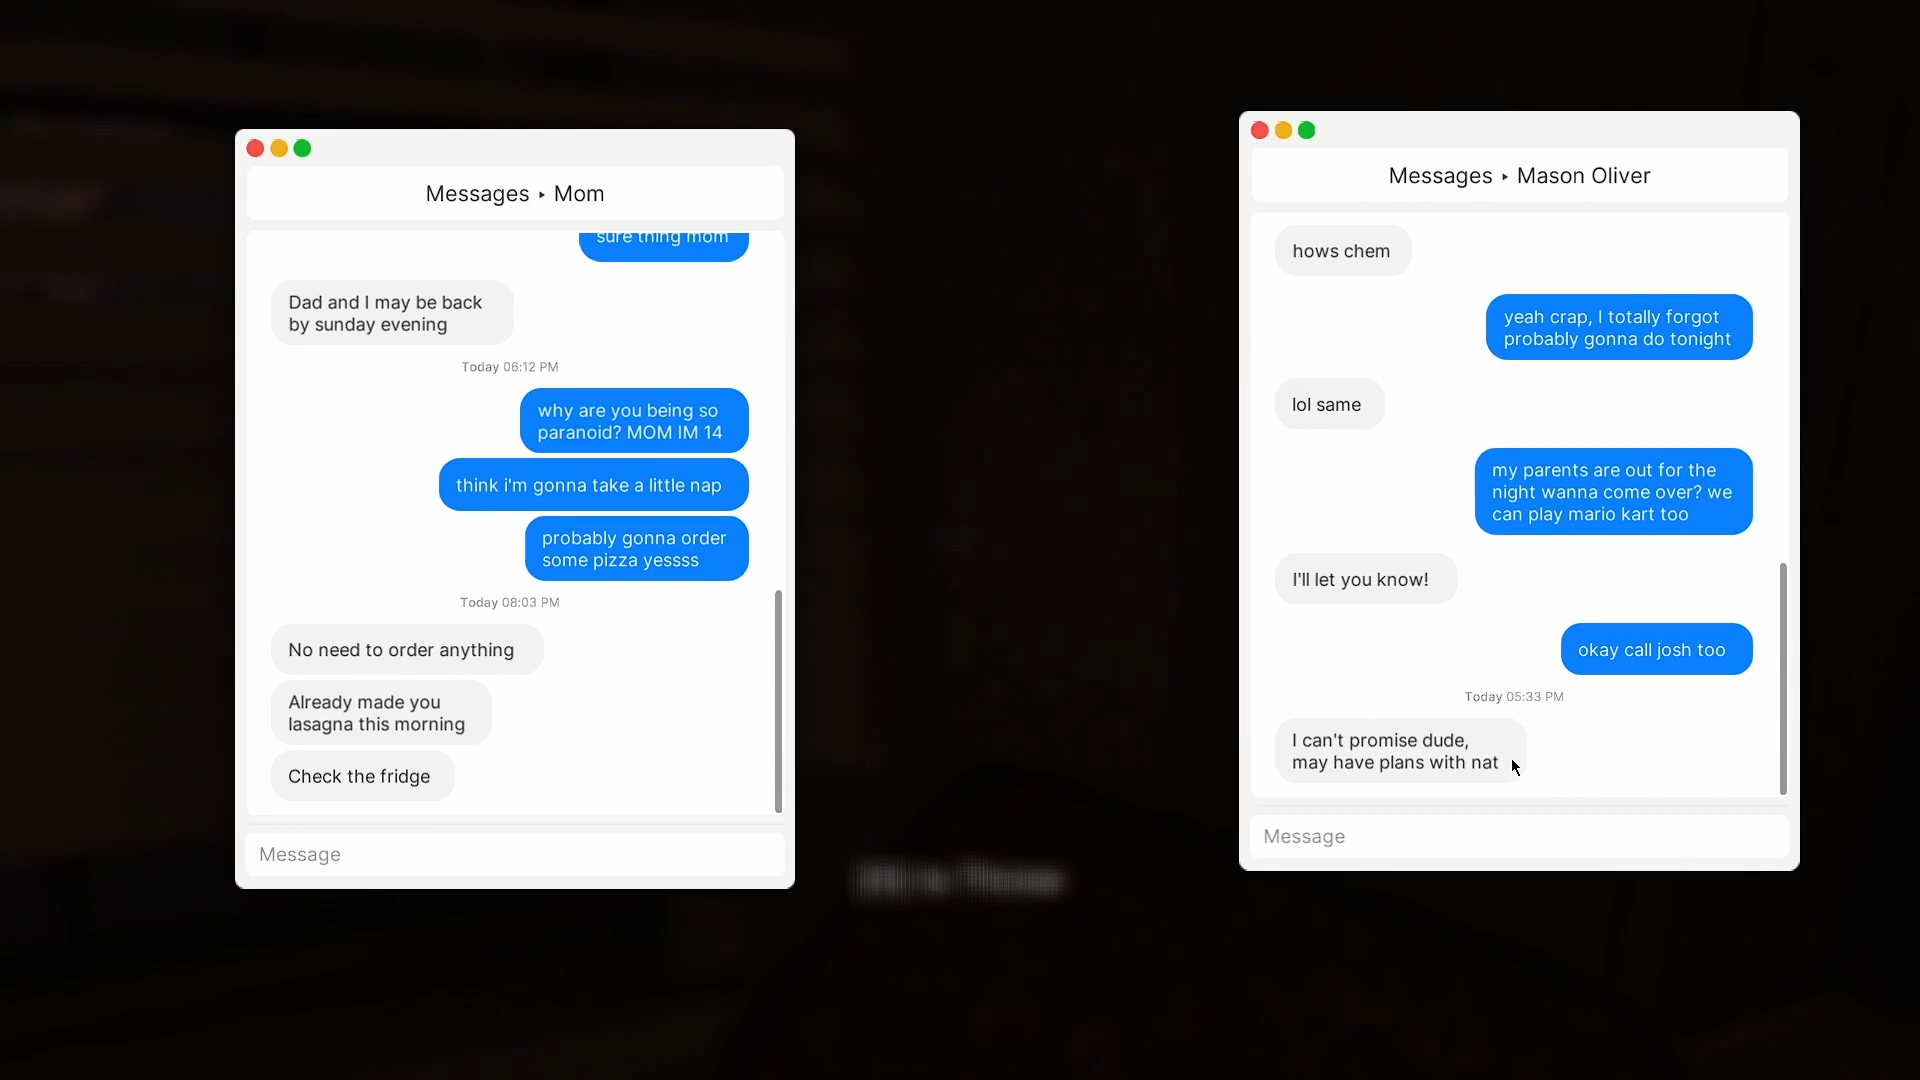 Messages ▸ Mom
sure thing mom
Dad and I may be back
by sunday evening
Today 06:12 PM
why are you being so
paranoid? MOM IM 14
think i'm gonna take a little nap
probably gonna order
some pizza yessss
Today 08:03 PM
No need to order anything
Already made you
lasagna this morning
Check the fridge
Message
Messages ▸ Mason Oliver
hows chem
yeah crap, I totally forgot
probably gonna do tonight
lol same
my parents are out for the
night wanna come over? we
can play mario kart too
I'll let you know!
okay call josh too
Today 05:33 PM
I can't promise dude,
may have plans with nat
Message